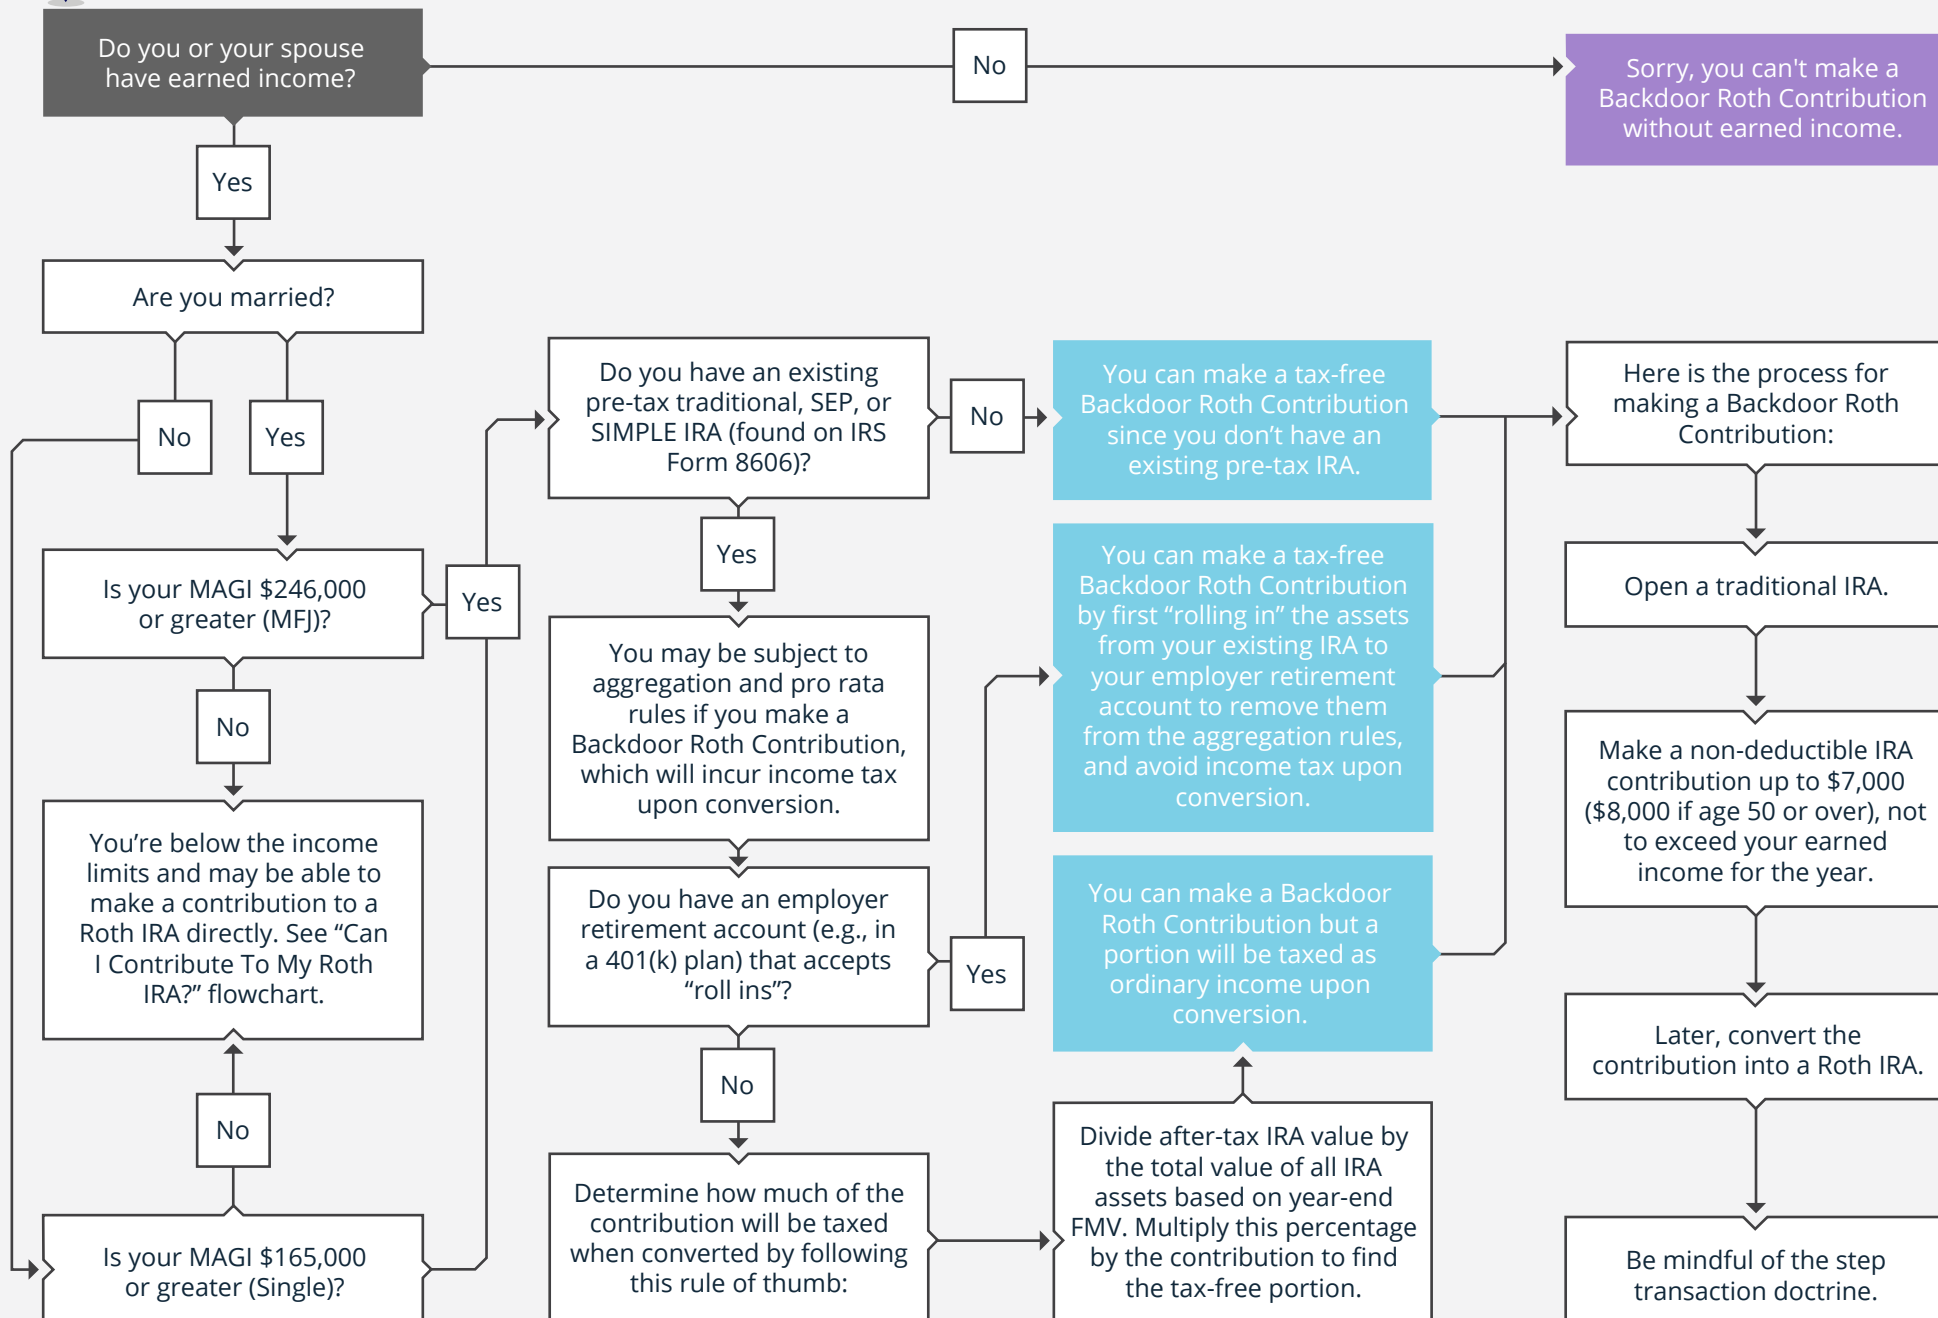 Do you or your spouse
have earned income?
No
Sorry, you can't make a
Backdoor Roth Contribution
without earned income.
Yes
Are you married?
No
Yes
Is your MAGI $246,000
or greater (MFJ)?
Yes
No
You’re below the income
limits and may be able to
make a contribution to a
Roth IRA directly. See “Can
I Contribute To My Roth
IRA?” flowchart.
No
Is your MAGI $165,000
or greater (Single)?
Do you have an existing
pre-tax traditional, SEP, or
SIMPLE IRA (found on IRS
Form 8606)?
No
Yes
You may be subject to
aggregation and pro rata
rules if you make a
Backdoor Roth Contribution,
which will incur income tax
upon conversion.
Do you have an employer
retirement account (e.g., in
a 401(k) plan) that accepts
“roll ins”?
Yes
No
Determine how much of the
contribution will be taxed
when converted by following
this rule of thumb:
You can make a tax-free
Backdoor Roth Contribution
since you don’t have an
existing pre-tax IRA.
You can make a tax-free
Backdoor Roth Contribution
by first “rolling in” the assets
from your existing IRA to
your employer retirement
account to remove them
from the aggregation rules,
and avoid income tax upon
conversion.
You can make a Backdoor
Roth Contribution but a
portion will be taxed as
ordinary income upon
conversion.
Divide after-tax IRA value by
the total value of all IRA
assets based on year-end
FMV. Multiply this percentage
by the contribution to find
the tax-free portion.
Here is the process for
making a Backdoor Roth
Contribution:
Open a traditional IRA.
Make a non-deductible IRA
contribution up to $7,000
($8,000 if age 50 or over), not
to exceed your earned
income for the year.
Later, convert the
contribution into a Roth IRA.
Be mindful of the step
transaction doctrine.